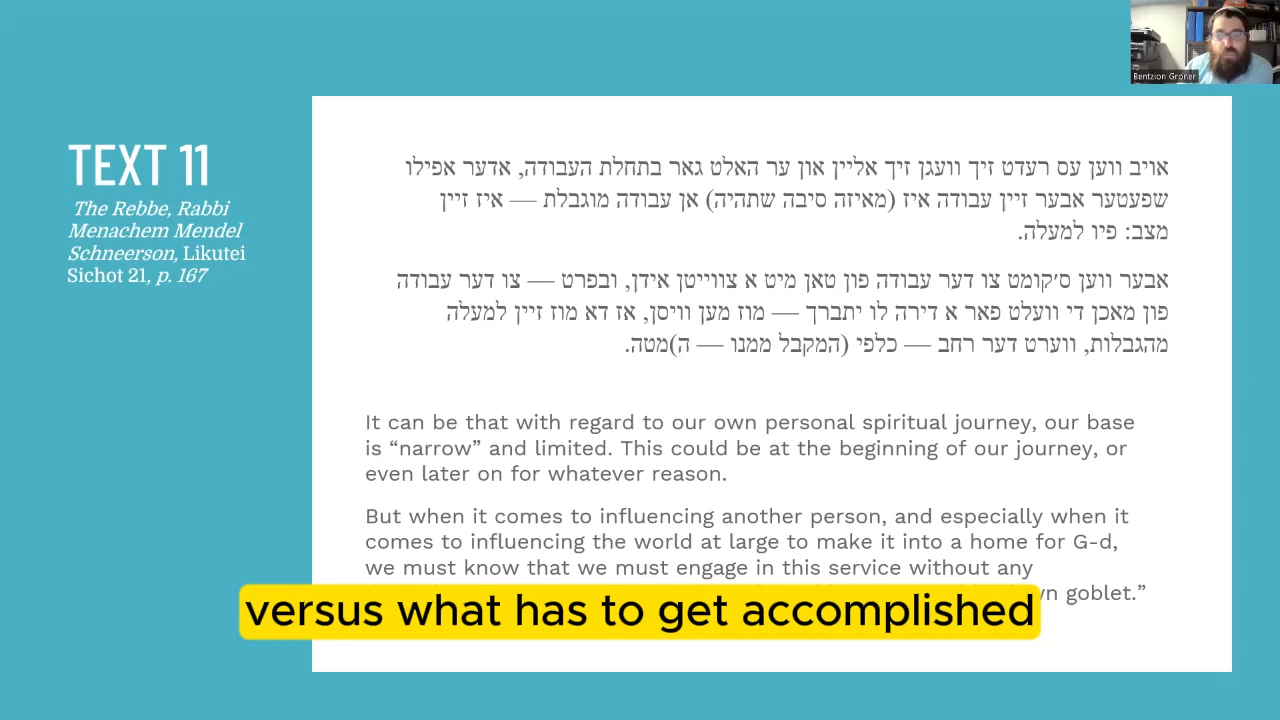 Bentzion Groner
TEXT 11
The Rebbe, Rabbi
Menachem Mendel
Schneerson, Likutei
Sichot 21, p. 167
אויב ווען עס רעדט זיך וועגן זיך אליין און ער האלט גאר בתחלת העבודה, אדער אפילו
שפעטער אבער זיין עבודה איז (מאיזה סיבה שתהיה) אן עבודה מוגבלת — איז זיין
מצב: פיו למעלה.
אבער ווען ס׳קומט צו דער עבודה פון טאן מיט א צווייטן אידן, ובפרט — צו דער עבודה
פון מאכן די וועלט פאר א דירה לו יתברך — מוז מען וויסן, אז דא מוז זיין למעלה
מהגבלות, ווערט דער רחב — כלפי (המקבל ממנו — ה)מטה.
It can be that with regard to our own personal spiritual journey, our base
is “narrow” and limited. This could be at the beginning of our journey, or
even later on for whatever reason.
But when it comes to influencing another person, and especially when it
comes to influencing the world at large to make it into a home for G-d,
we must know that we must engage in this service without any
goblet.”
versus what has to get accomplished